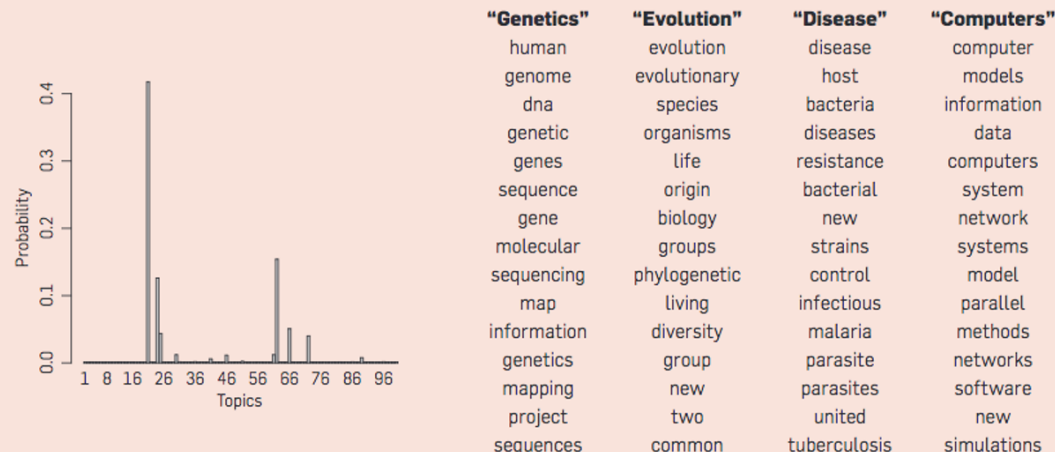 “Genetics” “Evolution” “Disease” “Computers”
human evolution disease computer
genome evolutionary host models
dna species bacteria information
genetic organisms diseases data
genes life resistance computers
sequence origin bacterial system
gene biology new network
molecular groups strains systems
sequencing phylogenetic control model
map living infectious parallel
information diversity malaria methods
genetics group parasite networks
mapping new parasites software
project two united new
sequences common tuberculosis simulations
Probability
0.4
0.3
0.2
0.1
0.0
1 8 16 26 36 46 56 66 76 86 96
Topics